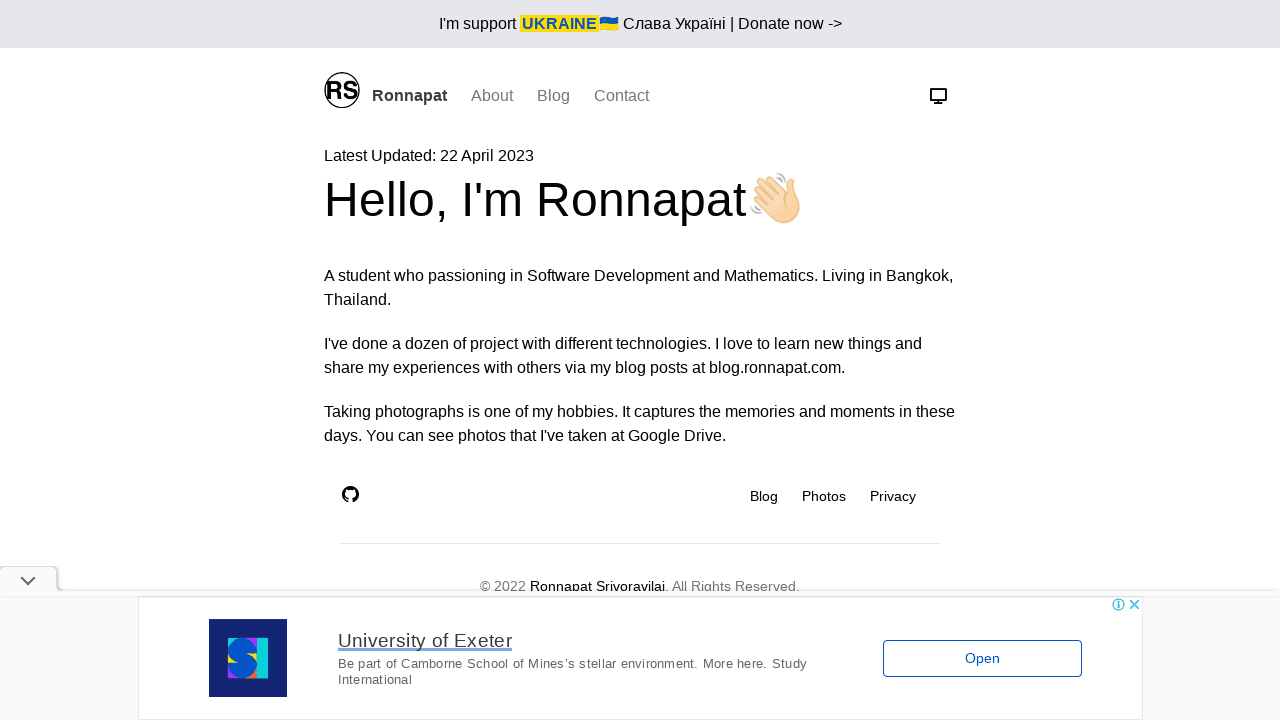 I'm support UKRAINE🇺🇦 Слава Україні | Donate now ->
RS Ronnapat About Blog Contact
Latest Updated: 22 April 2023
Hello, I'm Ronnapat👋🏻
A student who passioning in Software Development and Mathematics. Living in Bangkok,
Thailand.
I've done a dozen of project with different technologies. I love to learn new things and
share my experiences with others via my blog posts at blog.ronnapat.com.
Taking photographs is one of my hobbies. It captures the memories and moments in these
days. You can see photos that I've taken at Google Drive.
Blog Photos Privacy
© 2022 Ronnapat Srivoravilai. All Rights Reserved.
University of Exeter
Be part of Camborne School of Mines's stellar environment. More here. Study
International
Open